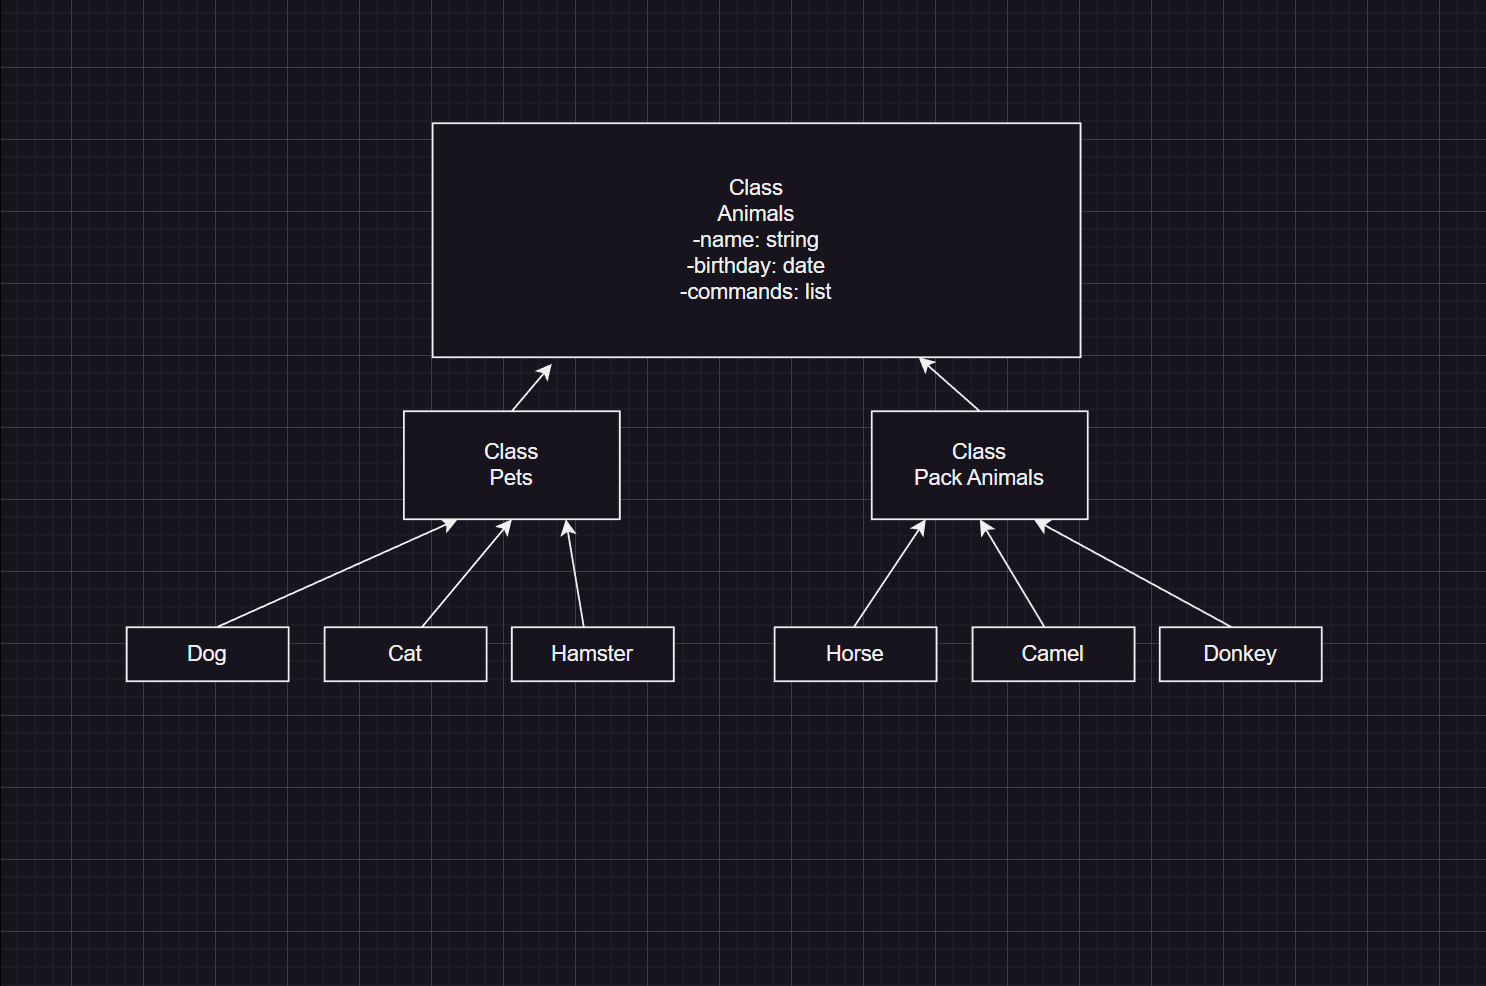 Class
Animals
-name: string
-birthday: date
-commands: list
Class
Pets
Class
Pack Animals
Dog
Cat
Hamster
Horse
Camel
Donkey